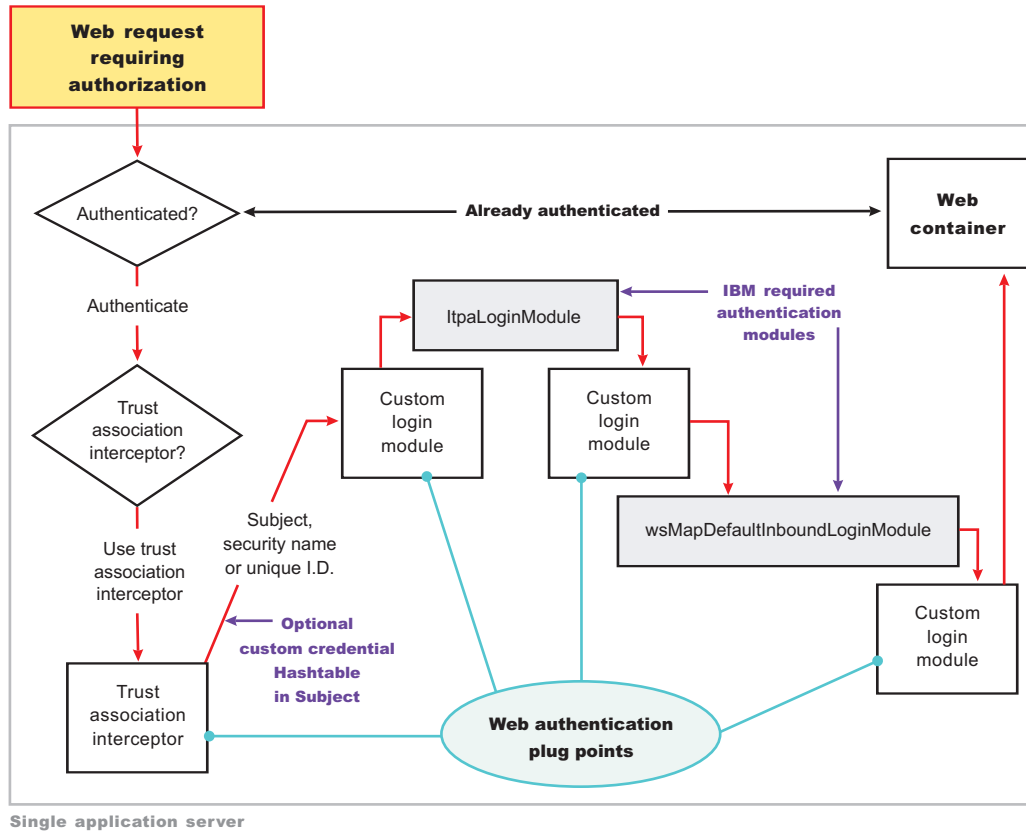 Web request
requiring
authorization
Authenticated?
Already authenticated
Web
container
Authenticate
ltpaLoginModule
IBM required
authentication
modules
Trust
association
interceptor?
Custom
login
module
Custom
login
module
Subject,
security name
or unique I.D.
wsMapDefaultInboundLoginModule
Use trust
association
interceptor
Optional
custom credential
Hashtable
in Subject
Custom
login
module
Trust
association
interceptor
Web authentication
plug points
Single application server